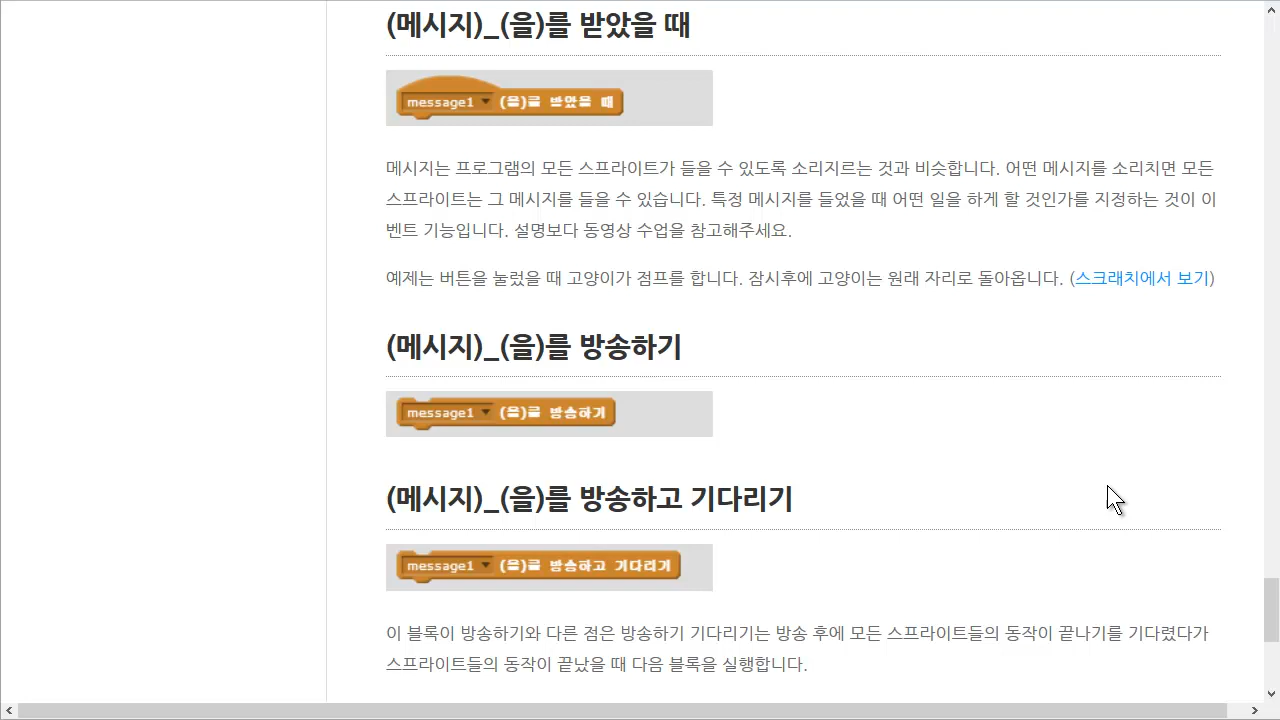 (메시지)_(을)를 받았을 때
message1 (을)를 받았을 때
메시지는 프로그램의 모든 스프라이트가 들을 수 있도록 소리지르는 것과 비슷합니다. 어떤 메시지를 소리치면 모든
스프라이트는 그 메시지를 들을 수 있습니다. 특정 메시지를 들었을 때 어떤 일을 하게 할 것인가를 지정하는 것이 이
벤트 기능입니다. 설명보다 동영상 수업을 참고해주세요.
예제는 버튼을 눌렀을 때 고양이가 점프를 합니다. 잠시후에 고양이는 원래 자리로 돌아옵니다. (스크래치에서 보기)
(메시지)_(을)를 방송하기
message1 (을)를 방송하기
(메시지)_(을)를 방송하고 기다리기
message1 (을)를 방송하고 기다리기
이 블록이 방송하기와 다른 점은 방송하기 기다리기는 방송 후에 모든 스프라이트들의 동작이 끝나기를 기다렸다가
스프라이트들의 동작이 끝났을 때 다음 블록을 실행합니다.